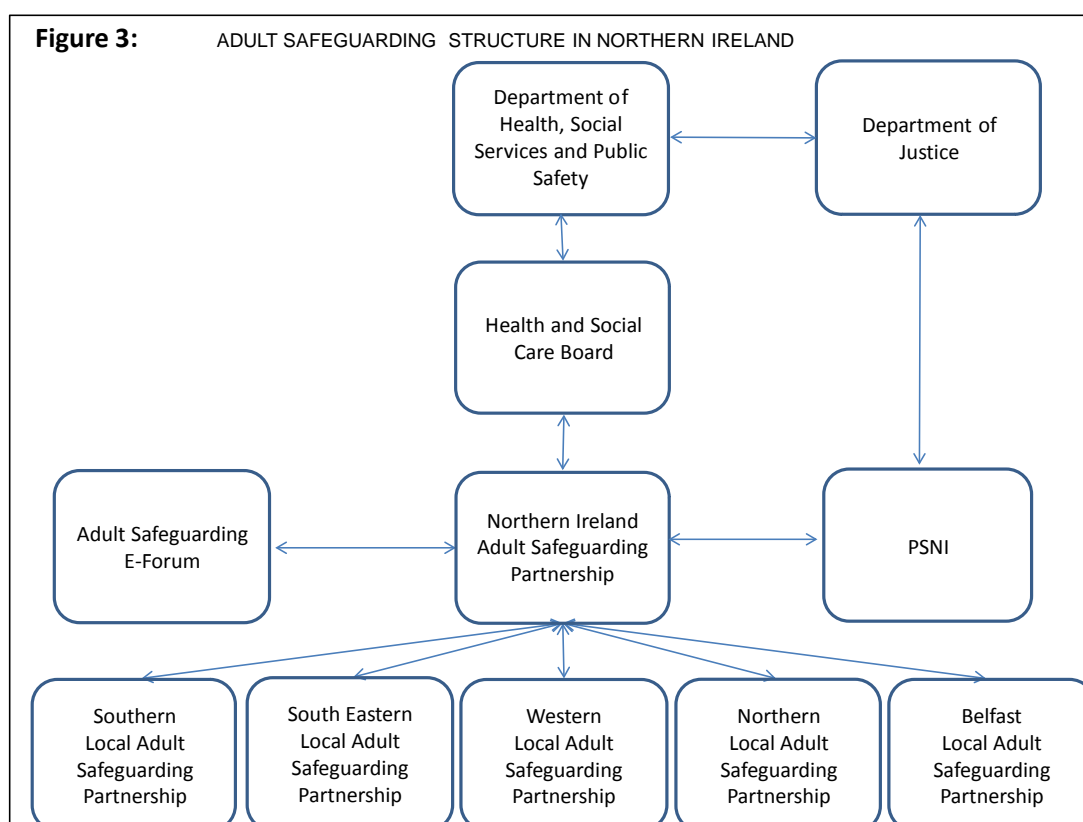 Figure 3: ADULT SAFEGUARDING STRUCTURE IN NORTHERN IRELAND
Department of
Health, Social
Services and Public
Safety
Department of
Justice
Health and Social
Care Board
Adult Safeguarding
E-Forum
Northern Ireland
Adult Safeguarding
Partnership
PSNI
Southern
Local Adult
Safeguarding
Partnership
South Eastern
Local Adult
Safeguarding
Partnership
Western
Local Adult
Safeguarding
Partnership
Northern
Local Adult
Safeguarding
Partnership
Belfast
Local Adult
Safeguarding
Partnership